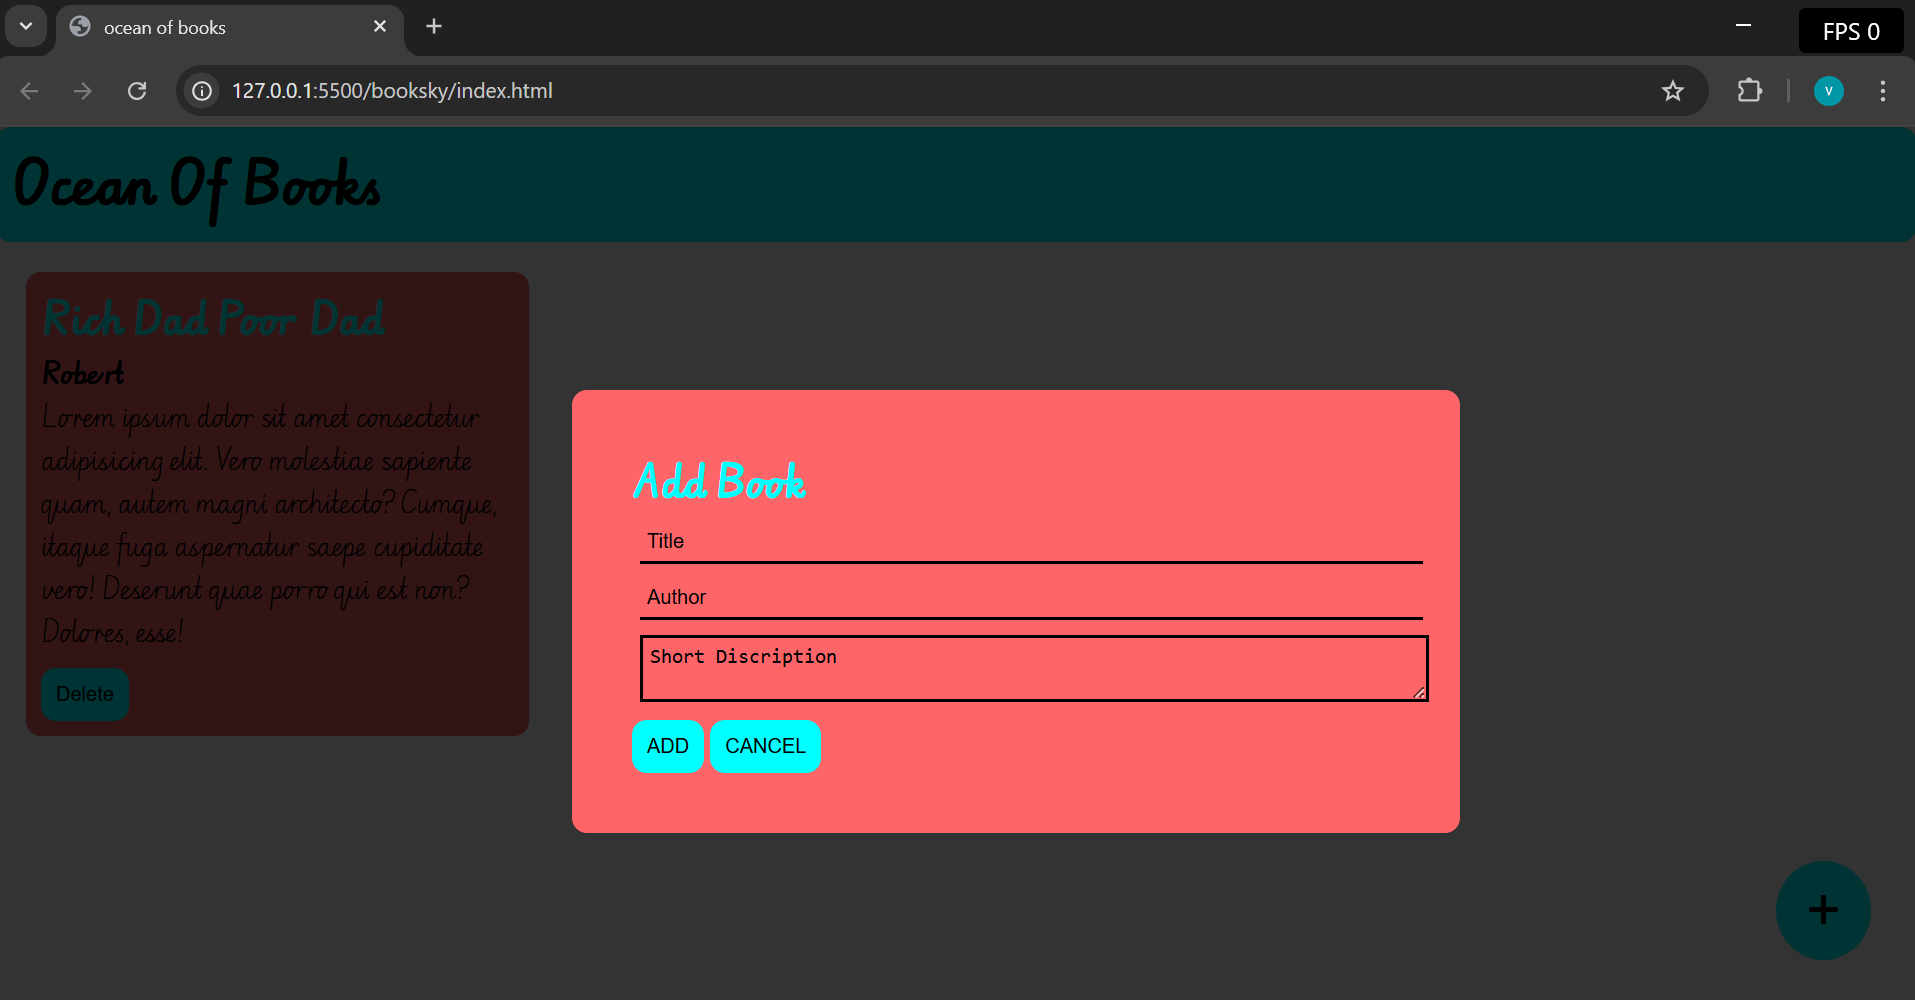 ocean of books
FPS 0
127.0.0.1:5500/booksky/index.html
V
Ocean Of Books
Rich Dad Poor Dad
Robert
Lorem ipsum dolor sit amet consectetur
adipisicing elit. Vero molestiae sapiente
quam, autem magni architecto? Cumque,
itaque fuga aspernatur saepe cupiditate
vero! Deserunt quae porro qui est non?
Dolores, esse!
Delete
Add Book
Title
Author
Short Discription
ADD CANCEL
+